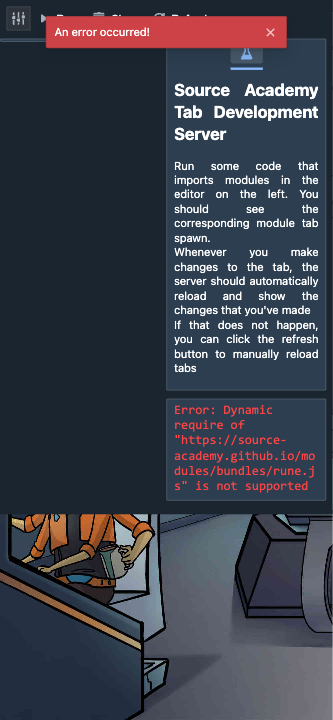 An error occurred!
Source Academy
Tab Development
Server
Run some code that
imports modules in the
editor on the left. You
should see the
corresponding module tab
spawn.
Whenever you make
changes to the tab, the
server should automatically
reload and show the
changes that you've made
If that does not happen,
you can click the refresh
button to manually reload
tabs
Error: Dynamic
require of
"https://source-
academy.github.io/mo
dules/bundles/rune.j
s" is not supported